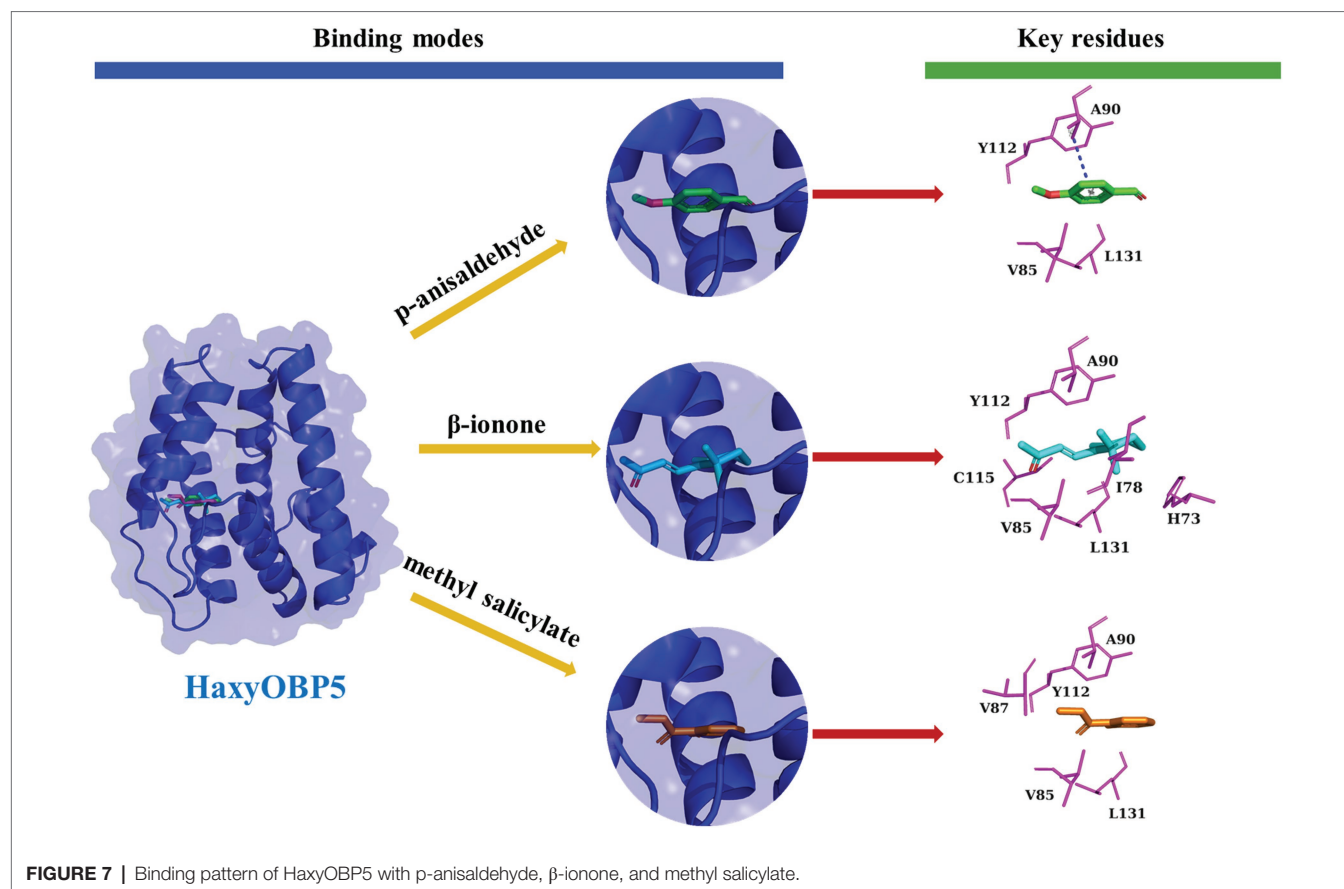 Binding modes
Key residues
p-anisaldehyde
A90
Y112
V85
L131
β-ionone
A90
Y112
C115
I78
V85
H73
L131
HaxyOBP5
methyl salicylate
A90
Y112
V87
V85
L131
FIGURE 7 | Binding pattern of HaxyOBP5 with p-anisaldehyde, β-ionone, and methyl salicylate.